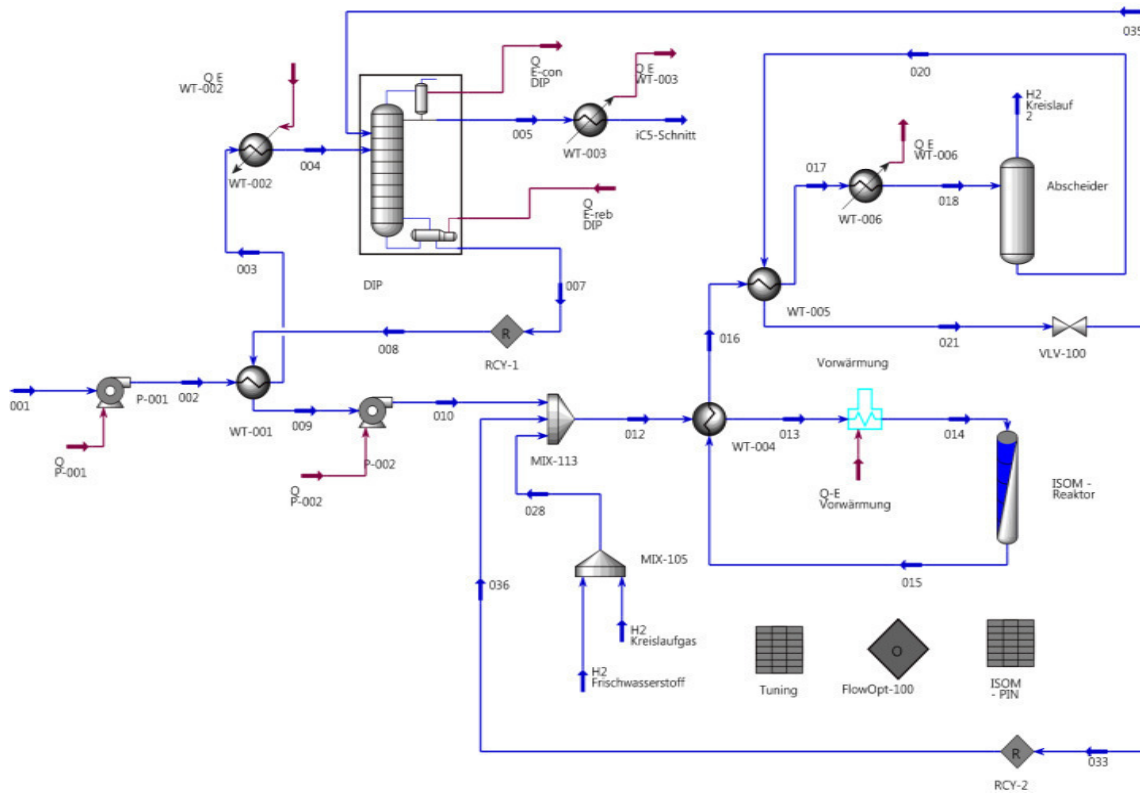 035
020
Q
E-con
DIP
Q E
WT-002
Q E
WT-003
H2
Kreislauf
2
005
iC5-Schnitt
Q E
WT-006
004
WT-003
017
WT-002
018
Abscheider
WT-006
Q
E-reb
DIP
003
DIP
007
WT-005
016
021
008
RCY-1
VLV-100
Vorwärmung
001
P-001
002
010
WT-001
009
012
WT-004
013
014
Q
P-001
P-002
MIX-113
Q
P-002
Q-E
Vorwärmung
ISOM -
Reaktor
028
MIX-105
015
036
H2
Kreislaufgas
H2
Frischwasserstoff
O
Tuning
FlowOpt-100
ISOM
- PIN
R
RCY-2
033
R